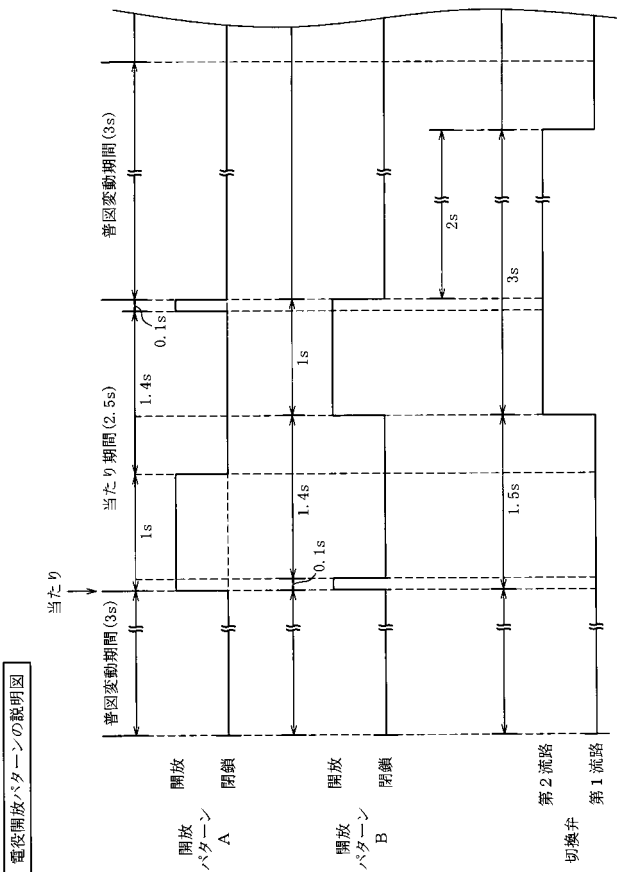 電役開放パターンの説明図
当たり
普図変動期間(3s)
当たり期間(2.5s)
普図変動期間(3s)
1s
1.4s
0.1s
開放
パターン
A
開放
閉鎖
0.1s
1.4s
1s
開放
パターン
B
開放
閉鎖
2s
1.5s
3s
切換弁
第2流路
第1流路